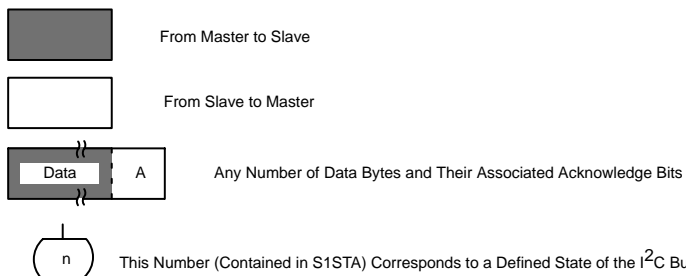 From Master to Slave
From Slave to Master
Data A Any Number of Data Bytes and Their Associated Acknowledge Bits
n This Number (Contained in S1STA) Corresponds to a Defined State of the I²C Bu